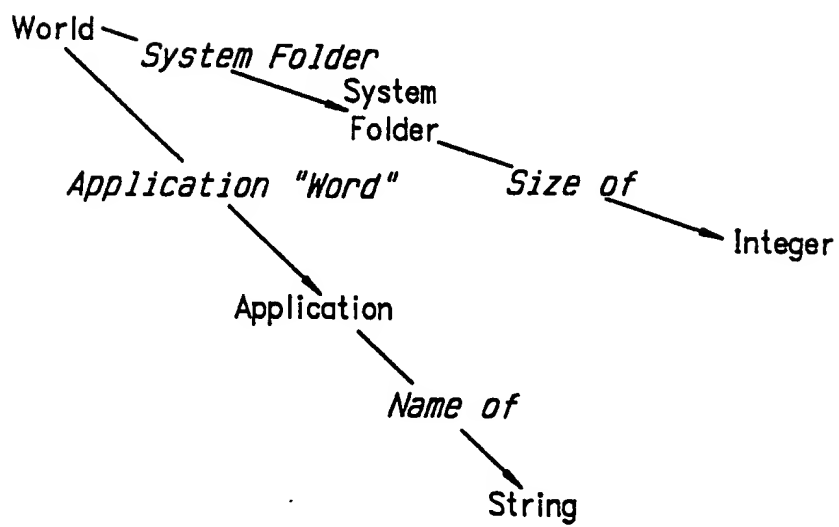 World
System Folder
System
Folder
Application "Word"
Size of
Integer
Application
Name of
String